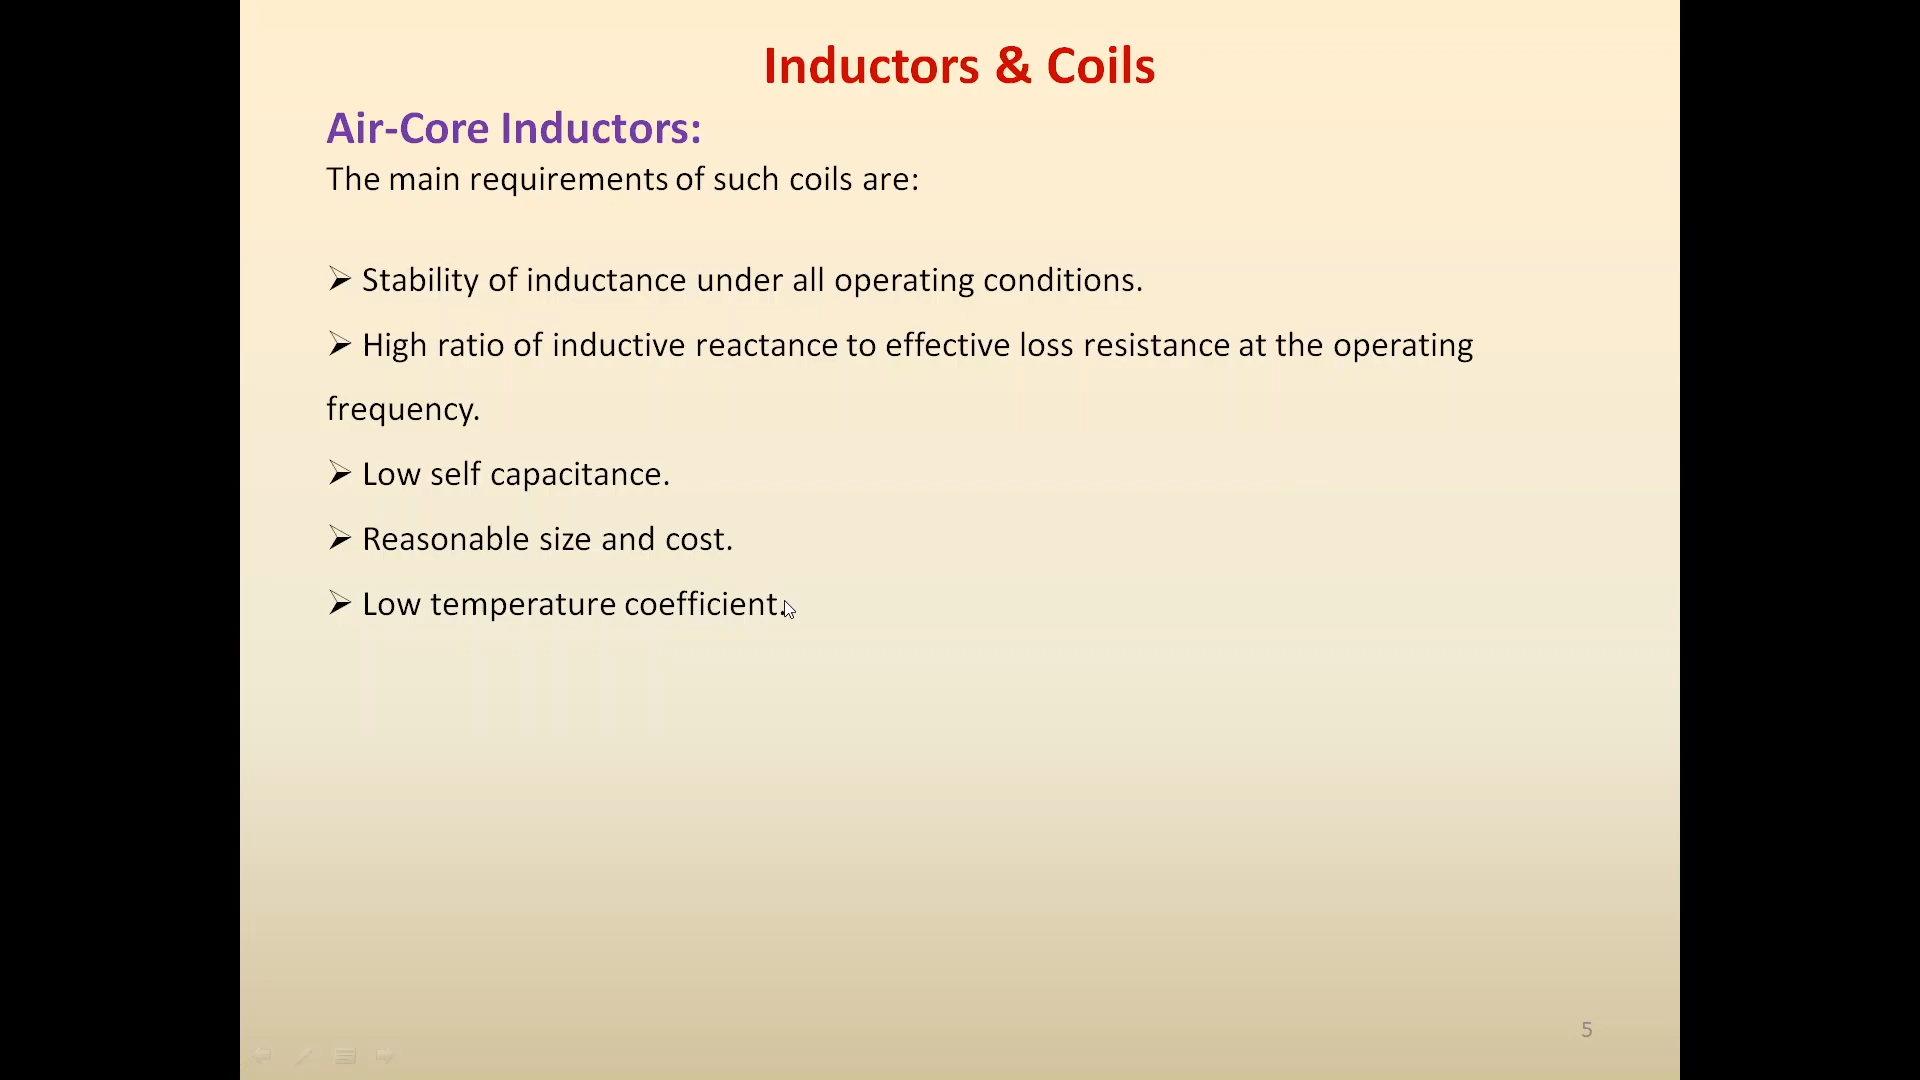 Inductors & Coils
Air-Core Inductors:
The main requirements of such coils are:
➢ Stability of inductance under all operating conditions.
➢ High ratio of inductive reactance to effective loss resistance at the operating
frequency.
➢ Low self capacitance.
➢ Reasonable size and cost.
➢ Low temperature coefficient.
5